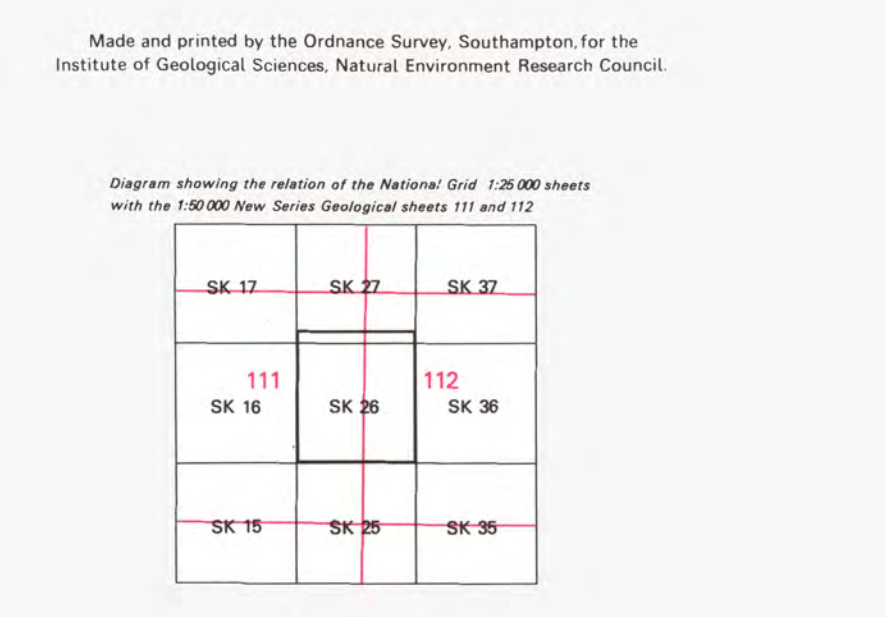 Made and printed by the Ordnance Survey, Southampton, for the
Institute of Geological Sciences, Natural Environment Research Council.
Diagram showing the relation of the National Grid 1:25 000 sheets
with the 1:50 000 New Series Geological sheets 111 and 112
SK 17 SK 27 SK 37
111 112
SK 16 SK 26 SK 36
SK 15 SK 25 SK 35